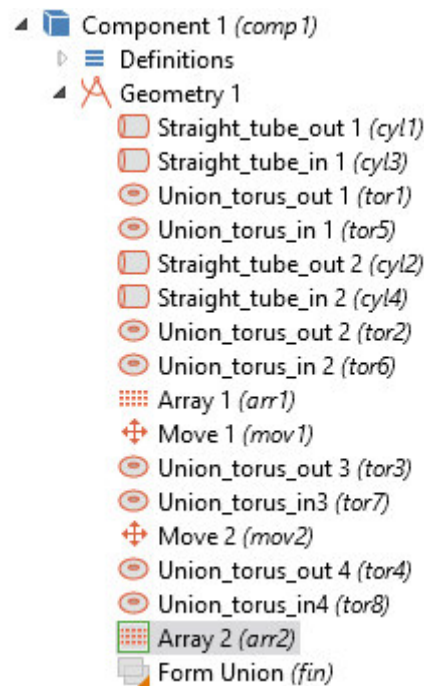 Component 1 (comp1)
Definitions
Geometry 1
Straight_tube_out 1 (cyl1)
Straight_tube_in 1 (cyl3)
Union_torus_out 1 (tor1)
Union_torus_in 1 (tor5)
Straight_tube_out 2 (cyl2)
Straight_tube_in 2 (cyl4)
Union_torus_out 2 (tor2)
Union_torus_in 2 (tor6)
Array 1 (arr1)
Move 1 (mov1)
Union_torus_out 3 (tor3)
Union_torus_in3 (tor7)
Move 2 (mov2)
Union_torus_out 4 (tor4)
Union_torus_in4 (tor8)
Array 2 (arr2)
Form Union (fin)